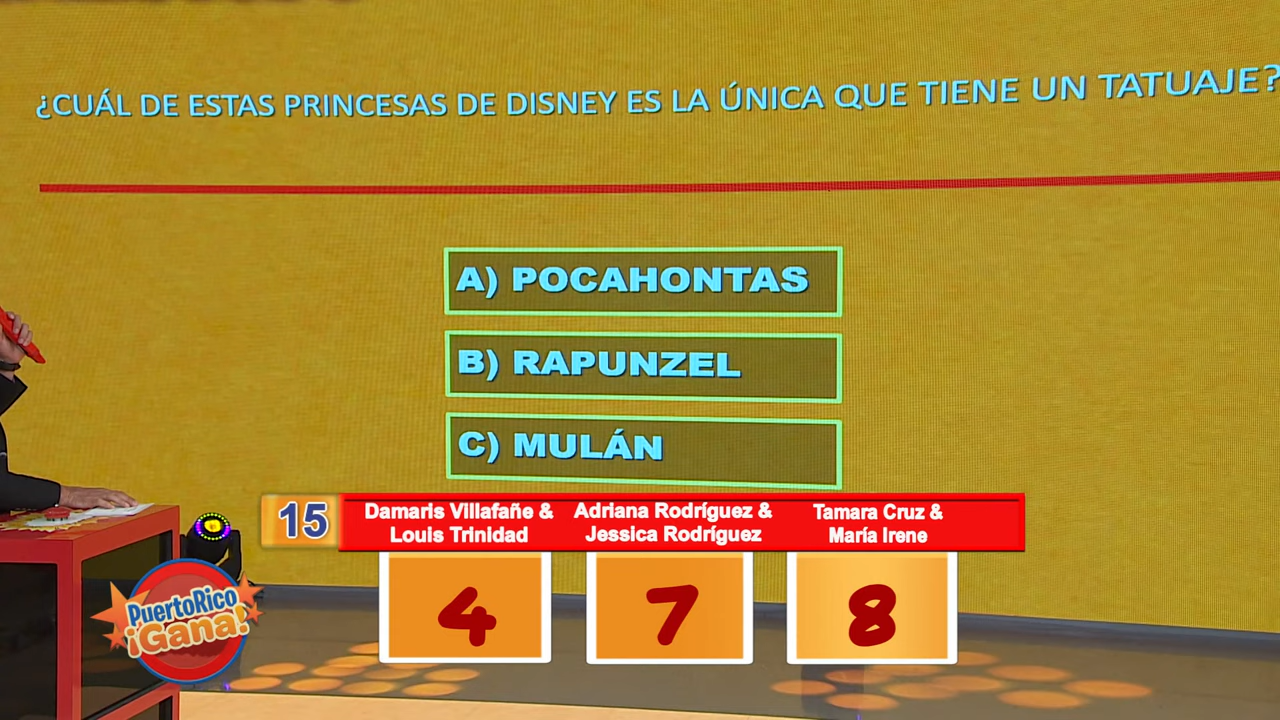 ¿CUÁL DE ESTAS PRINCESAS DE DISNEY ES LA ÚNICA QUE TIENE UN TATUAJE?
A) POCAHONTAS
B) RAPUNZEL
C) MULÁN
15
Damaris Villafañe &
Louis Trinidad
Adriana Rodríguez &
Jessica Rodríguez
Tamara Cruz &
María Irene
4
7
8
PuertoRico
¡Gana!